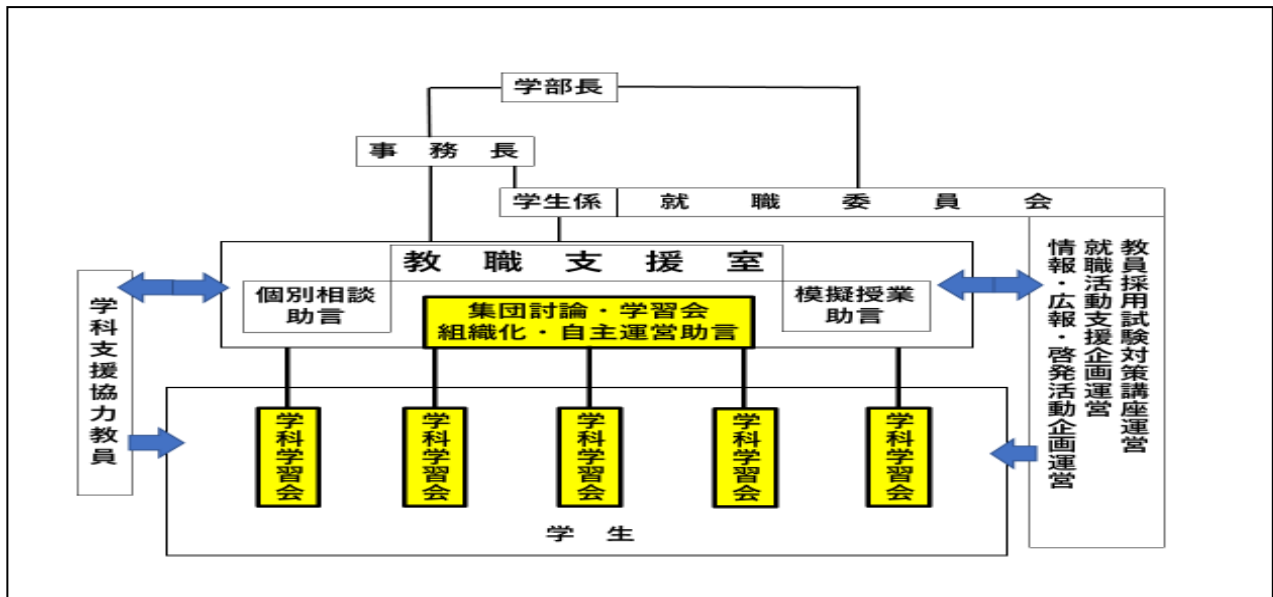 学部長
事務長
学生係
就職委員会
教職支援室
個別相談
助言
集団討論・学習会
組織化・自主運営助言
模擬授業
助言
学科支援協力教員
教員採用試験対策講座運営
就職活動支援企画運営
情報・広報・啓発活動企画運営
学科学習会
学科学習会
学科学習会
学科学習会
学科学習会
学生